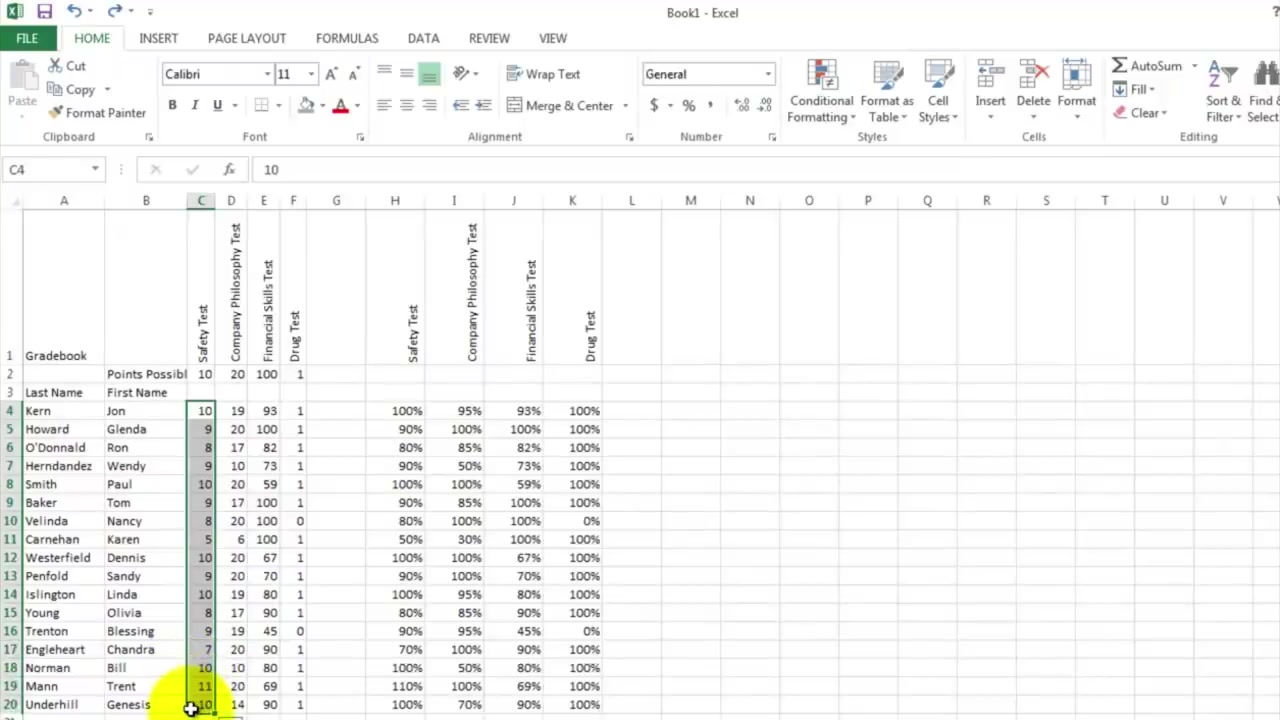 Book1 - Excel
?
FILE HOME INSERT PAGE LAYOUT FORMULAS DATA REVIEW VIEW
Paste
Cut
Copy
Format Painter
Clipboard
Calibri 11
A A
B I U A
Font
Wrap Text
Merge & Center
Alignment
General
$ % ,
Number
Conditional Formatting
Format as Table
Cell Styles
Styles
Insert Delete Format
Cells
AutoSum
Fill
Clear
Sort & Filter
Find & Select
Editing
C4 fx 10
A B C D E F G H I J K L M N O P Q R S T U V
1 Gradebook Safety Test Company Philosophy Test Financial Skills Test Drug Test Safety Test Company Philosophy Test Financial Skills Test Drug Test
2 Points Possibl 10 20 100 1
3 Last Name First Name
4 Kern Jon 10 19 93 1 100% 95% 93% 100%
5 Howard Glenda 9 20 100 1 90% 100% 100% 100%
6 O'Donnald Ron 8 17 82 1 80% 85% 82% 100%
7 Herndandez Wendy 9 10 73 1 90% 50% 73% 100%
8 Smith Paul 10 20 59 1 100% 100% 59% 100%
9 Baker Tom 9 17 100 1 90% 85% 100% 100%
10 Velinda Nancy 8 20 100 0 80% 100% 100% 0%
11 Carnehan Karen 5 6 100 1 50% 30% 100% 100%
12 Westerfield Dennis 10 20 67 1 100% 100% 67% 100%
13 Penfold Sandy 9 20 70 1 90% 100% 70% 100%
14 Islington Linda 10 19 80 1 100% 95% 80% 100%
15 Young Olivia 8 17 90 1 80% 85% 90% 100%
16 Trenton Blessing 9 19 45 0 90% 95% 45% 0%
17 Engleheart Chandra 7 20 90 1 70% 100% 90% 100%
18 Norman Bill 10 10 80 1 100% 50% 80% 100%
19 Mann Trent 11 20 69 1 110% 100% 69% 100%
20 Underhill Genesis 10 14 90 1 100% 70% 90% 100%